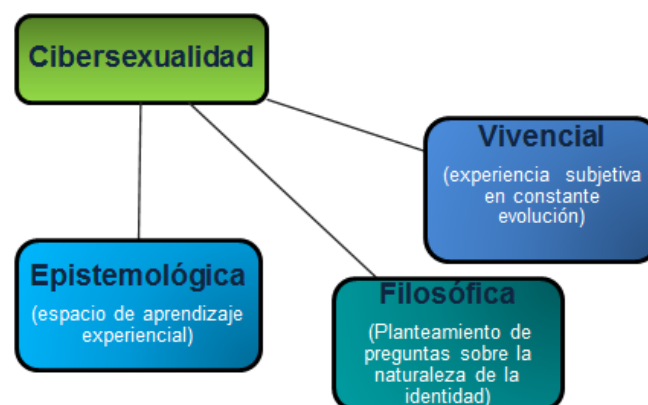 Cibersexualidad
Vivencial
(experiencia subjetiva
en constante
evolución)
Epistemológica
(espacio de aprendizaje
experiencial)
Filosófica
(Planteamiento de
preguntas sobre la
naturaleza de la
identidad)